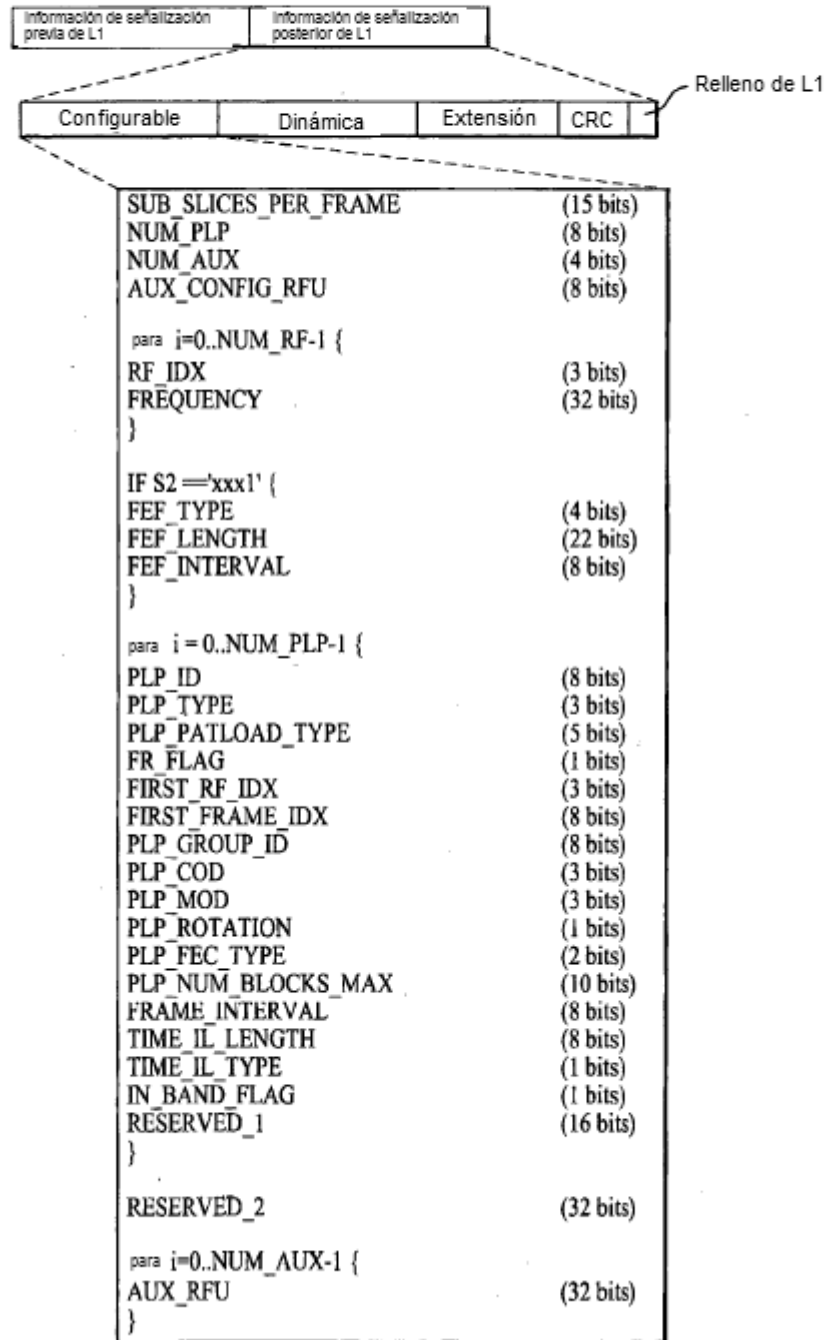 Información de señalización
previa de L1
Información de señalización
posterior de L1
Relleno de L1
Configurable Dinámica Extensión CRC
SUB_SLICES_PER_FRAME (15 bits)
NUM_PLP (8 bits)
NUM_AUX (4 bits)
AUX_CONFIG_RFU (8 bits)
para i=0..NUM_RF-1 {
RF_IDX (3 bits)
FREQUENCY (32 bits)
}
IF S2 =='xxx1' {
FEF_TYPE (4 bits)
FEF_LENGTH (22 bits)
FEF_INTERVAL (8 bits)
}
para i = 0..NUM_PLP-1 {
PLP_ID (8 bits)
PLP_TYPE (3 bits)
PLP_PATLOAD_TYPE (5 bits)
FR_FLAG (1 bits)
FIRST_RF_IDX (3 bits)
FIRST_FRAME_IDX (8 bits)
PLP_GROUP_ID (8 bits)
PLP_COD (3 bits)
PLP_MOD (3 bits)
PLP_ROTATION (1 bits)
PLP_FEC_TYPE (2 bits)
PLP_NUM_BLOCKS_MAX (10 bits)
FRAME_INTERVAL (8 bits)
TIME_IL_LENGTH (8 bits)
TIME_IL_TYPE (1 bits)
IN_BAND_FLAG (1 bits)
RESERVED_1 (16 bits)
}
RESERVED_2 (32 bits)
para i=0..NUM_AUX-1 {
AUX_RFU (32 bits)
}